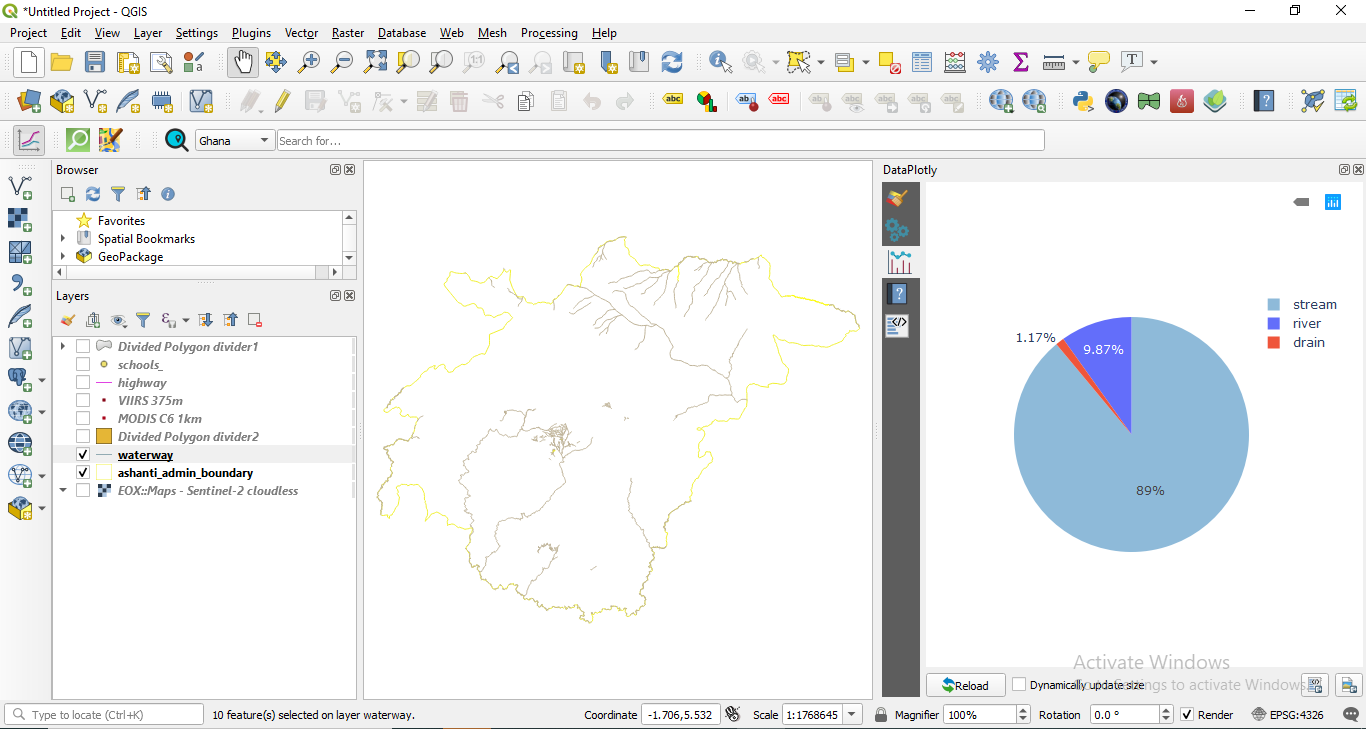 *Untitled Project - QGIS
Project Edit View Layer Settings Plugins Vector Raster Database Web Mesh Processing Help
Ghana
Search for...
Browser
Favorites
Spatial Bookmarks
GeoPackage
Layers
Divided Polygon divider1
schools_
highway
VIIRS 375m
MODIS C6 1km
Divided Polygon divider2
waterway
ashanti_admin_boundary
EOX::Maps - Sentinel-2 cloudless
DataPlotly
stream
river
drain
1.17%
9.87%
89%
Activate Windows
Go to Settings to activate Windows.
Reload
Dynamically update size
Type to locate (Ctrl+K)
10 feature(s) selected on layer waterway.
Coordinate -1.706,5.532
Scale 1:1768645
Magnifier 100%
Rotation 0.0 °
Render
EPSG:4326